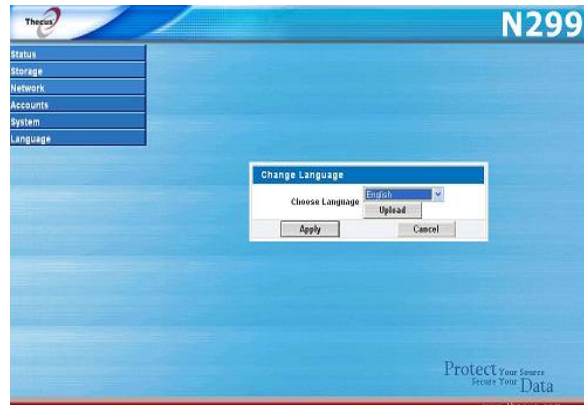 Thecus
N299
Status
Storage
Network
Accounts
System
Language
Change Language
Choose Language English
Upload
Apply Cancel
Protect Your Source
Secure Your Data